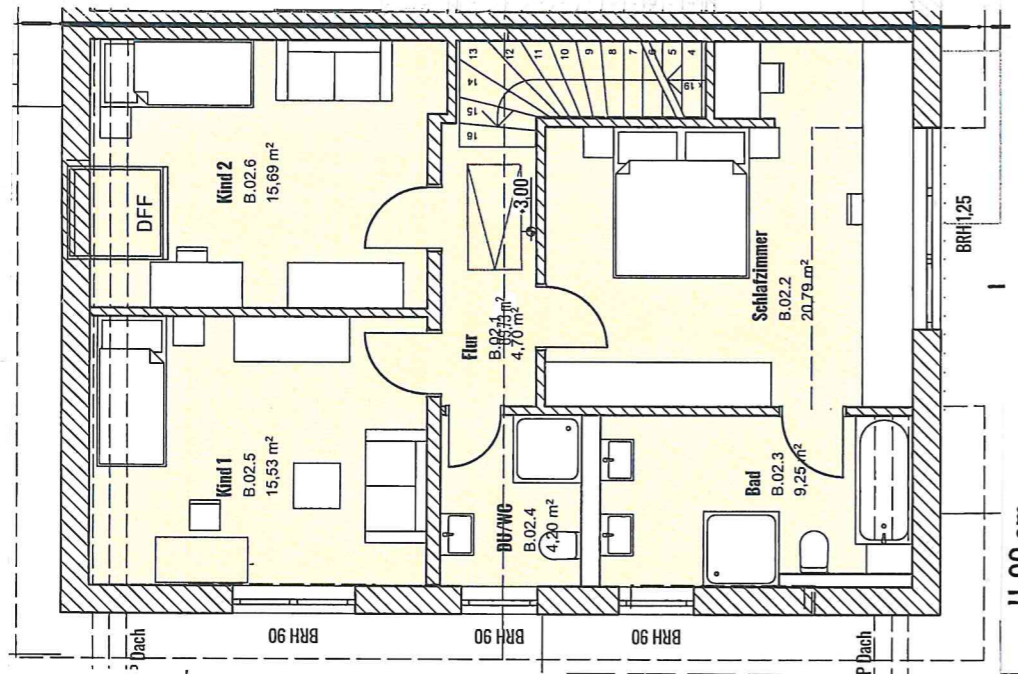 Kind 2
B.02.6
15,69 m²
DFF
13
12
11
10
9
8
7
6
5
4
14
15
16
19
+3,00
Flur
B.02.1
4,70 m²
Schlafzimmer
B.02.2
20,79 m²
BRH 1,25
Kind 1
B.02.5
15,53 m²
DU/WC
B.02.4
4,20 m²
Bad
B.02.3
9,25 m²
BRH 90
BRH 90
BRH 90
Dach
P Dach